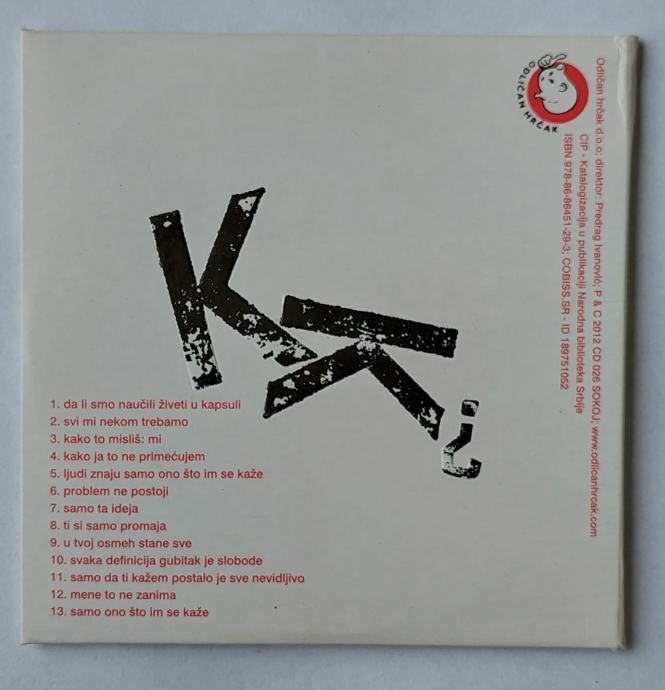 ODLIČAN HRČAK
Odličan hrčak d.o.o; direktor: Predrag Ivanović; P & C 2012 CD 026 SOKOJ; www.odlicanhrcak.com
CIP - Katalogizacija u publikaciji Narodna biblioteka Srbije
ISBN 978-86-86451-29-3; COBISS.SR - ID 189751052
KK¿
1. da li smo naučili živeti u kapsuli
2. svi mi nekom trebamo
3. kako to misliš: mi
4. kako ja to ne primećujem
5. ljudi znaju samo ono što im se kaže
6. problem ne postoji
7. samo ta ideja
8. ti si samo promaja
9. u tvoj osmeh stane sve
10. svaka definicija gubitak je slobode
11. samo da ti kažem postalo je sve nevidljivo
12. mene to ne zanima
13. samo ono što im se kaže